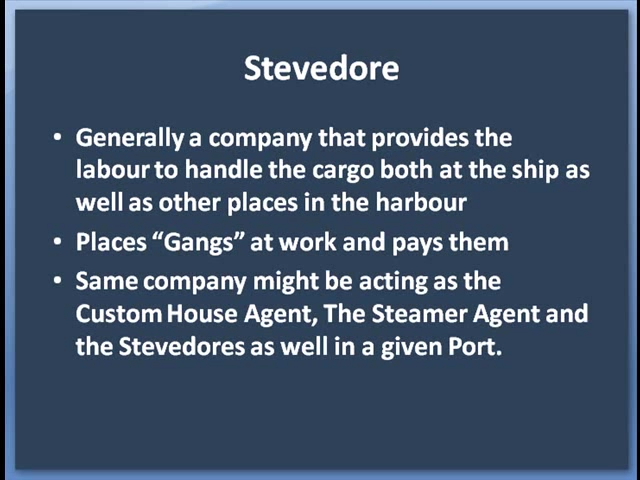 Stevedore
• Generally a company that provides the
labour to handle the cargo both at the ship as
well as other places in the harbour
• Places “Gangs” at work and pays them
• Same company might be acting as the
Custom House Agent, The Steamer Agent and
the Stevedores as well in a given Port.